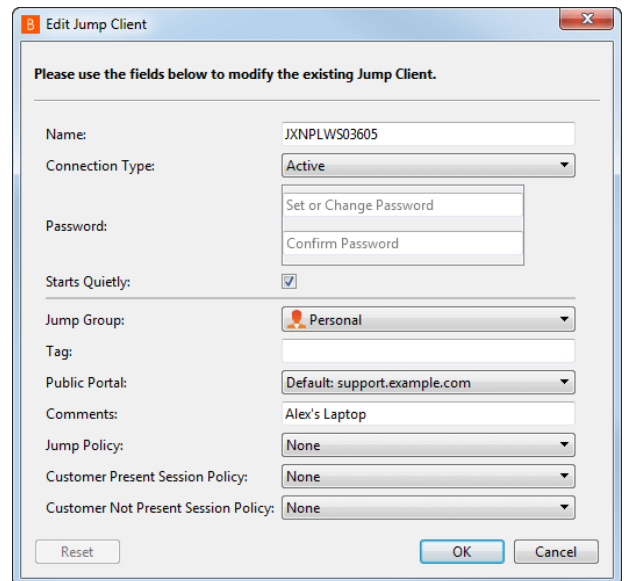 B Edit Jump Client
Please use the fields below to modify the existing Jump Client.
Name: JXNPLWS03605
Connection Type: Active
Set or Change Password
Password:
Confirm Password
Starts Quietly:
Jump Group: Personal
Tag:
Public Portal: Default: support.example.com
Comments: Alex's Laptop
Jump Policy: None
Customer Present Session Policy: None
Customer Not Present Session Policy: None
Reset OK Cancel